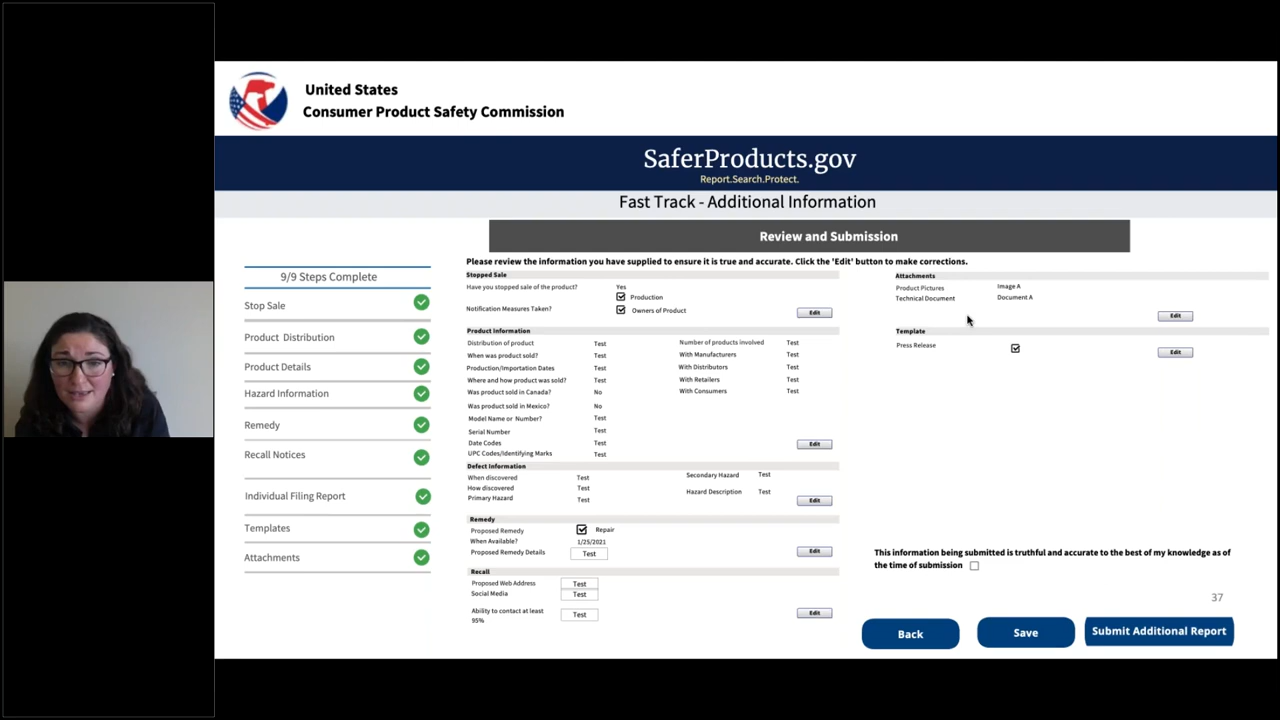 United States
Consumer Product Safety Commission
SaferProducts.gov
Report.Search.Protect.
Fast Track - Additional Information
Review and Submission
9/9 Steps Complete
Stop Sale
Product Distribution
Product Details
Hazard Information
Remedy
Recall Notices
Individual Filing Report
Templates
Attachments
Please review the information you have supplied to ensure it is true and accurate. Click the 'Edit' button to make corrections.
Stopped Sale
Have you stopped sale of the product? Yes
Production
Notification Measures Taken? Owners of Product
Edit
Product Information
Distribution of product Test Number of products involved Test
When was product sold? Test With Manufacturers Test
Production/Importation Dates Test With Distributors Test
Where and how product was sold? Test With Retailers Test
Was product sold in Canada? No With Consumers Test
Was product sold in Mexico? No
Model Name or Number? Test
Serial Number Test
Date Codes Test Edit
UPC Codes/Identifying Marks Test
Defect Information
When discovered Test Secondary Hazard Test
How discovered Test Hazard Description Test
Primary Hazard Test Edit
Remedy
Proposed Remedy Repair
When Available? 1/25/2021
Proposed Remedy Details Test Edit
Recall
Proposed Web Address Test
Social Media Test
Ability to contact at least Test Edit
95%
Attachments
Product Pictures Image A
Technical Document Document A
Edit
Template
Press Release Edit
This information being submitted is truthful and accurate to the best of my knowledge as of
the time of submission
37
Back Save Submit Additional Report